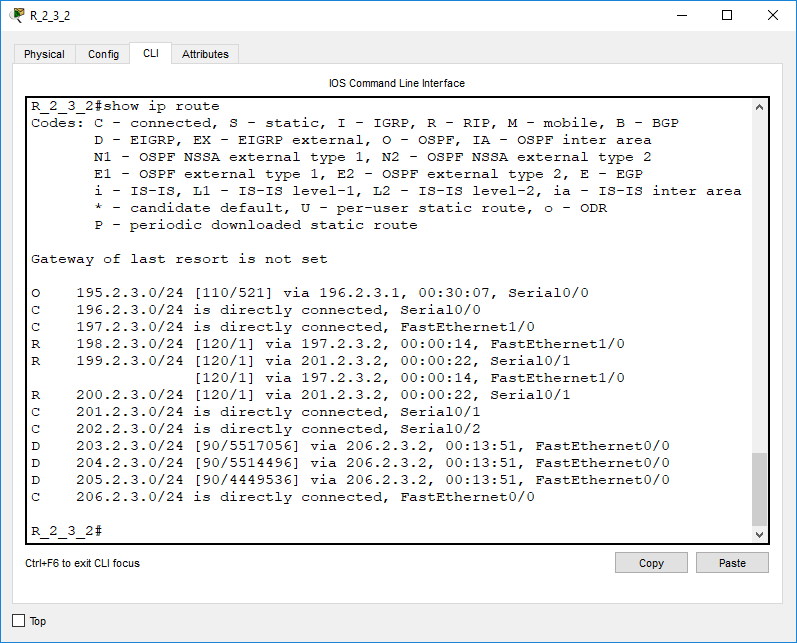 R_2_3_2
Physical Config CLI Attributes
IOS Command Line Interface
R_2_3_2#show ip route
Codes: C - connected, S - static, I - IGRP, R - RIP, M - mobile, B - BGP
       D - EIGRP, EX - EIGRP external, O - OSPF, IA - OSPF inter area
       N1 - OSPF NSSA external type 1, N2 - OSPF NSSA external type 2
       E1 - OSPF external type 1, E2 - OSPF external type 2, E - EGP
       i - IS-IS, L1 - IS-IS level-1, L2 - IS-IS level-2, ia - IS-IS inter area
       * - candidate default, U - per-user static route, o - ODR
       P - periodic downloaded static route
Gateway of last resort is not set
O    195.2.3.0/24 [110/521] via 196.2.3.1, 00:30:07, Serial0/0
C    196.2.3.0/24 is directly connected, Serial0/0
C    197.2.3.0/24 is directly connected, FastEthernet1/0
R    198.2.3.0/24 [120/1] via 197.2.3.2, 00:00:14, FastEthernet1/0
R    199.2.3.0/24 [120/1] via 201.2.3.2, 00:00:22, Serial0/1
                  [120/1] via 197.2.3.2, 00:00:14, FastEthernet1/0
R    200.2.3.0/24 [120/1] via 201.2.3.2, 00:00:22, Serial0/1
C    201.2.3.0/24 is directly connected, Serial0/1
C    202.2.3.0/24 is directly connected, Serial0/2
D    203.2.3.0/24 [90/5517056] via 206.2.3.2, 00:13:51, FastEthernet0/0
D    204.2.3.0/24 [90/5514496] via 206.2.3.2, 00:13:51, FastEthernet0/0
D    205.2.3.0/24 [90/4449536] via 206.2.3.2, 00:13:51, FastEthernet0/0
C    206.2.3.0/24 is directly connected, FastEthernet0/0
R_2_3_2#
Ctrl+F6 to exit CLI focus
Copy Paste
Top